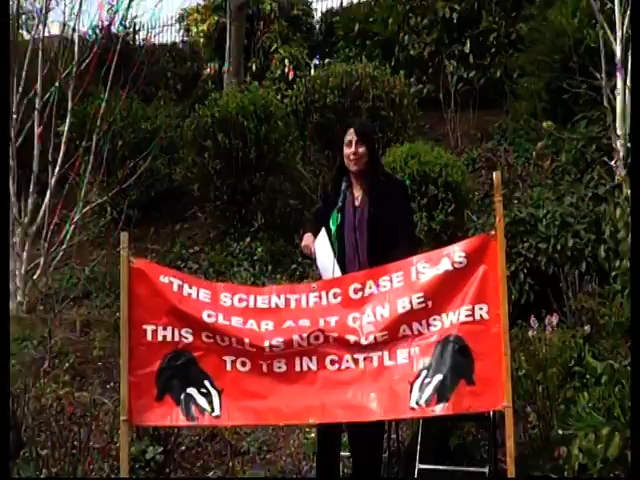 "THE SCIENTIFIC CASE IS AS
CLEAR AS IT CAN BE,
THIS CULL IS NOT THE ANSWER
TO TB IN CATTLE"